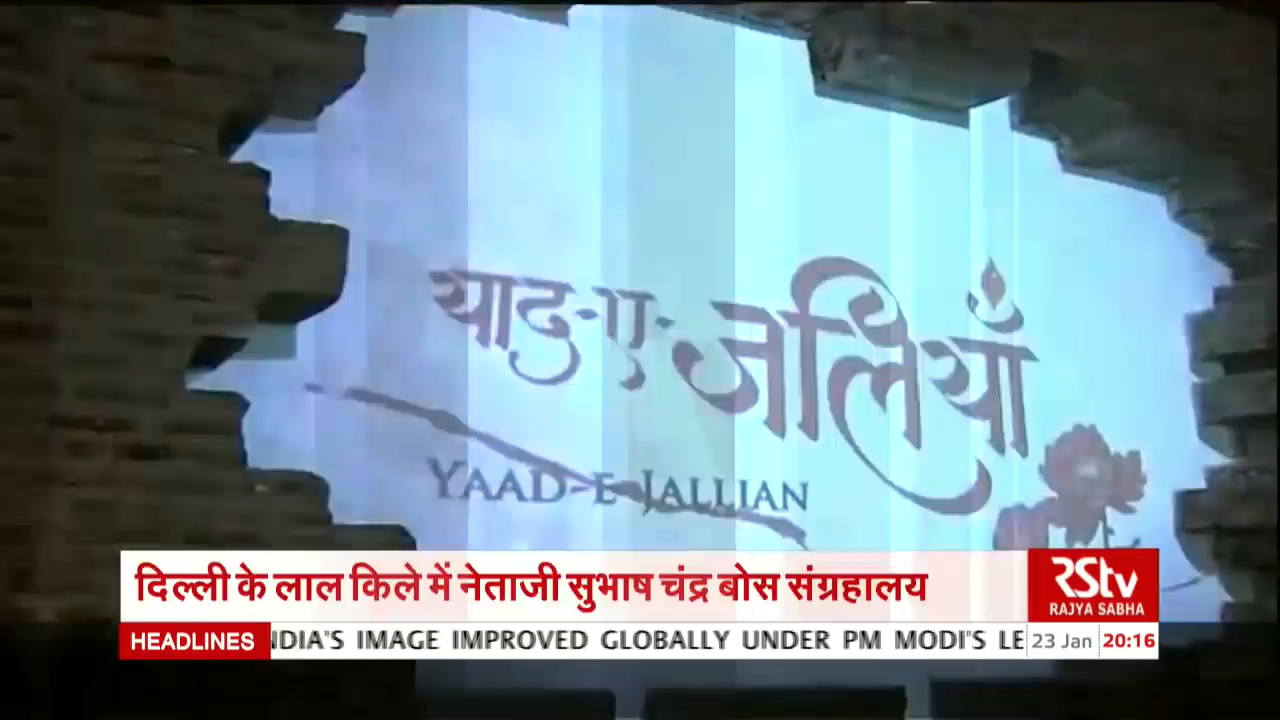 याद-ए-जलियाँ
YAAD-E-JALLIAN
दिल्ली के लाल किले में नेताजी सुभाष चंद्र बोस संग्रहालय
RStv
RAJYA SABHA
HEADLINES NDIA'S IMAGE IMPROVED GLOBALLY UNDER PM MODI'S LE 23 Jan 20:16